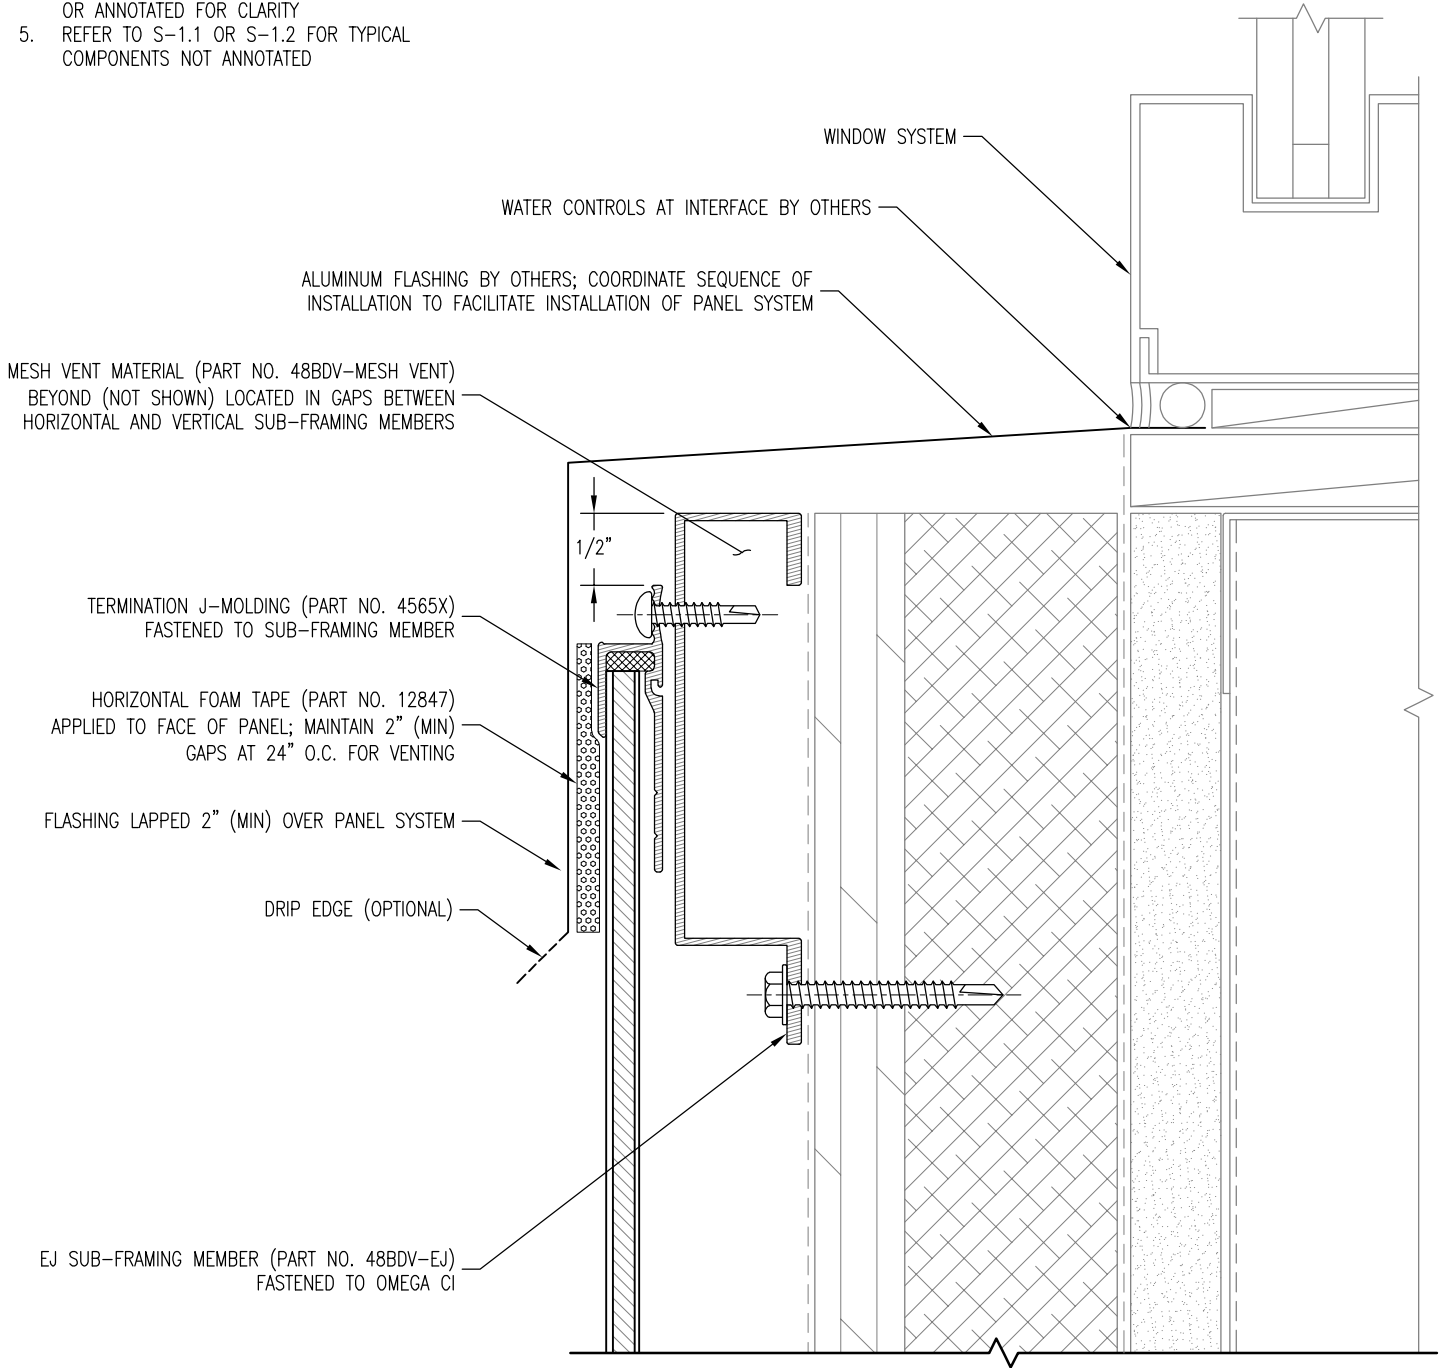 OR ANNOTATED FOR CLARITY
5. REFER TO S-1.1 OR S-1.2 FOR TYPICAL
COMPONENTS NOT ANNOTATED
WINDOW SYSTEM
WATER CONTROLS AT INTERFACE BY OTHERS
ALUMINUM FLASHING BY OTHERS; COORDINATE SEQUENCE OF
INSTALLATION TO FACILITATE INSTALLATION OF PANEL SYSTEM
MESH VENT MATERIAL (PART NO. 48BDV-MESH VENT)
BEYOND (NOT SHOWN) LOCATED IN GAPS BETWEEN
HORIZONTAL AND VERTICAL SUB-FRAMING MEMBERS
1/2"
TERMINATION J-MOLDING (PART NO. 4565X)
FASTENED TO SUB-FRAMING MEMBER
HORIZONTAL FOAM TAPE (PART NO. 12847)
APPLIED TO FACE OF PANEL; MAINTAIN 2" (MIN)
GAPS AT 24" O.C. FOR VENTING
FLASHING LAPPED 2" (MIN) OVER PANEL SYSTEM
DRIP EDGE (OPTIONAL)
EJ SUB-FRAMING MEMBER (PART NO. 48BDV-EJ)
FASTENED TO OMEGA CI